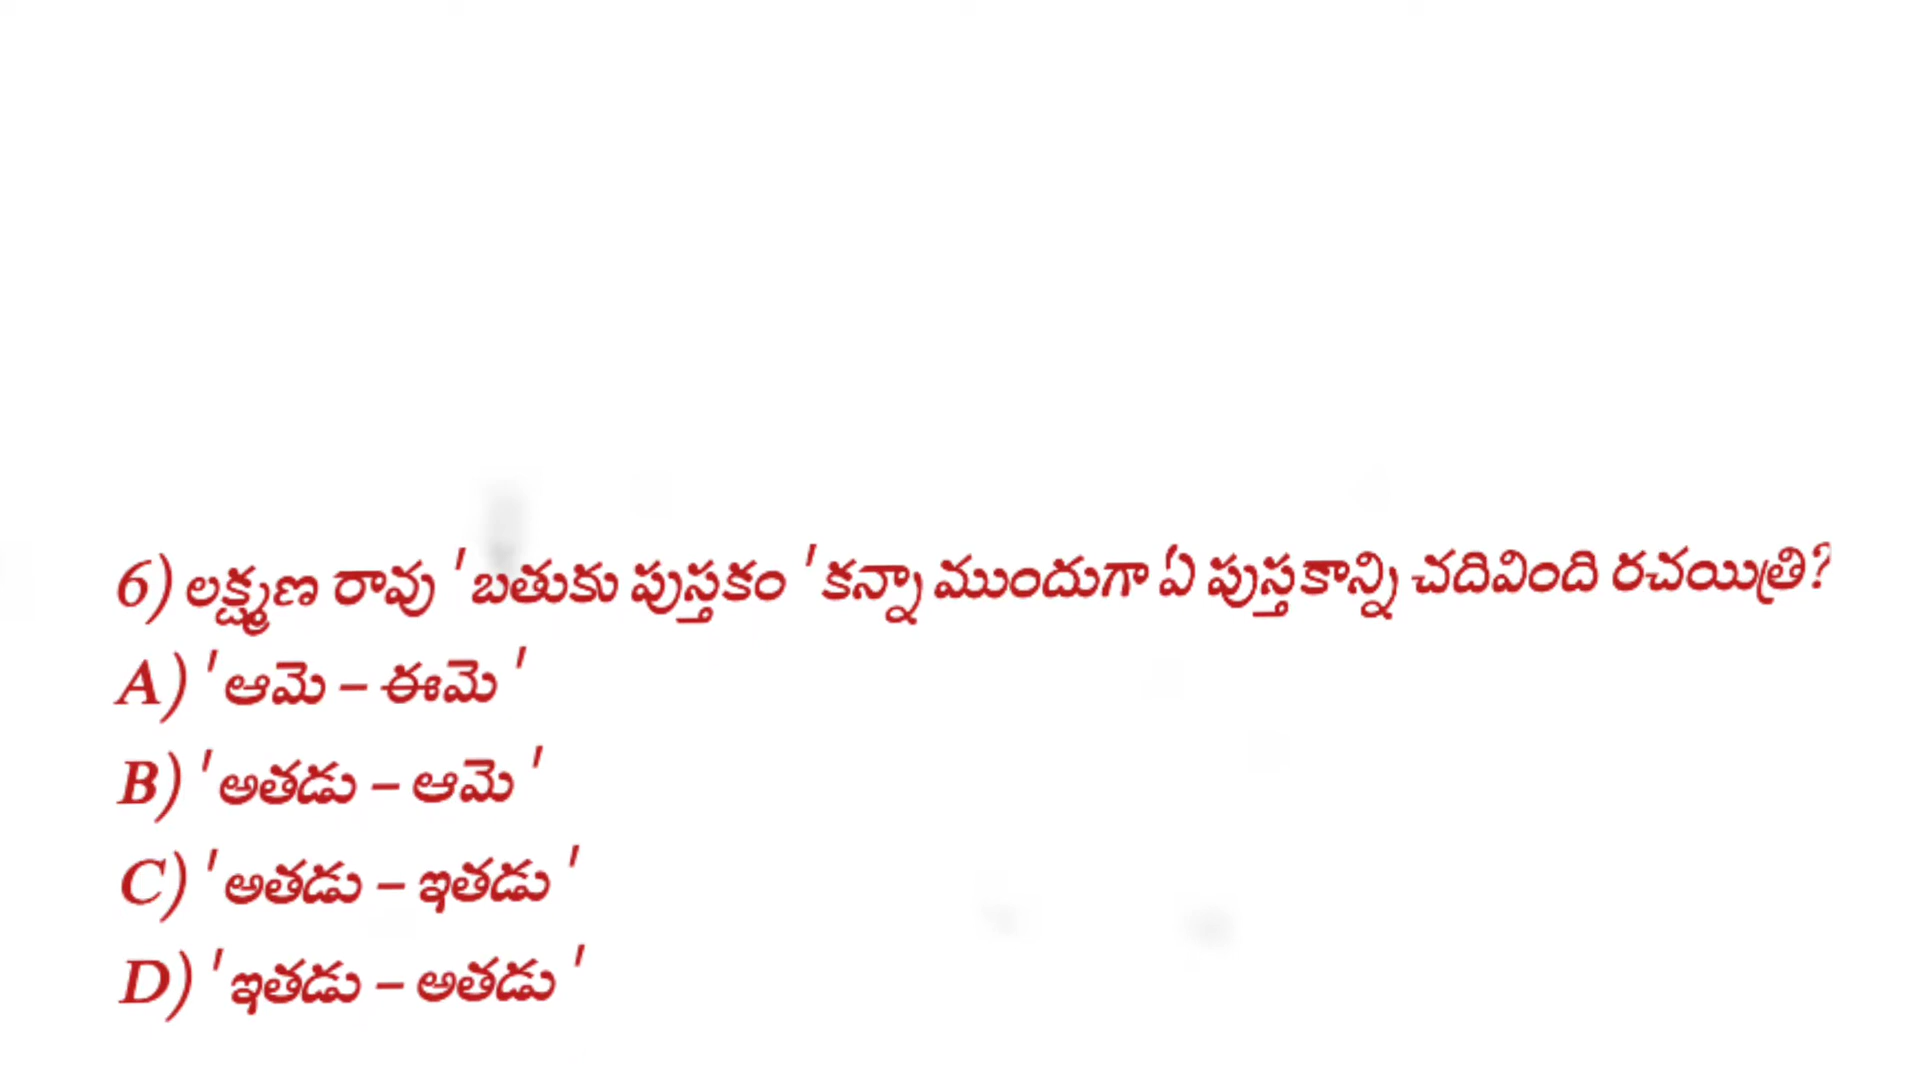 6) లక్ష్మణ రావు 'బతుకు పుస్తకం 'కన్నా ముందుగా ఏ పుస్తకాన్ని చదివింది రచయిత్రి?
A) 'ఆమె – ఈమె '
B) 'అతడు – ఆమె '
C) 'అతడు – ఇతడు '
D) 'ఇతడు – అతడు '